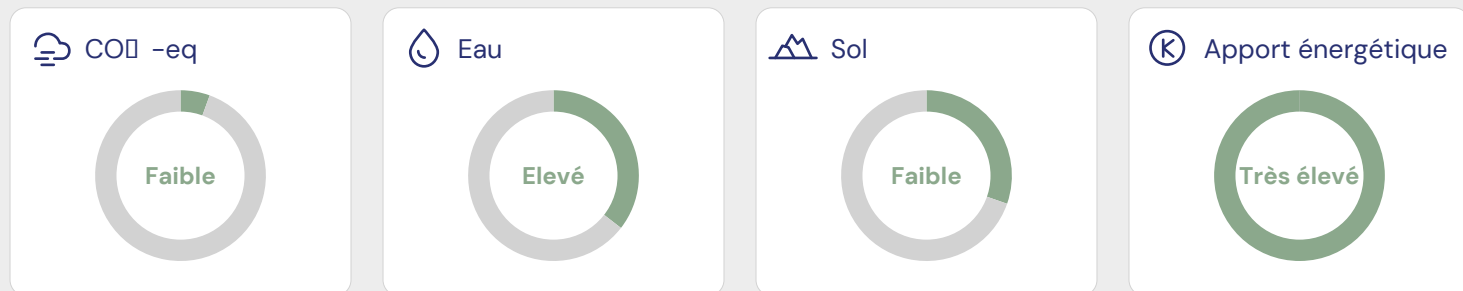 CO▯ -eq
Eau
Sol
Apport énergétique
Faible
Elevé
Faible
Très élevé